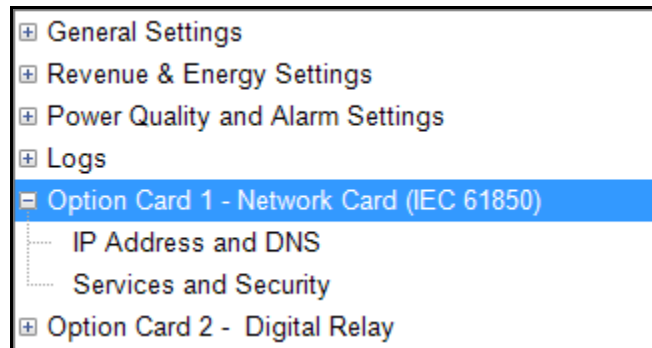 General Settings
Revenue & Energy Settings
Power Quality and Alarm Settings
Logs
Option Card 1 - Network Card (IEC 61850)
IP Address and DNS
Services and Security
Option Card 2 -  Digital Relay